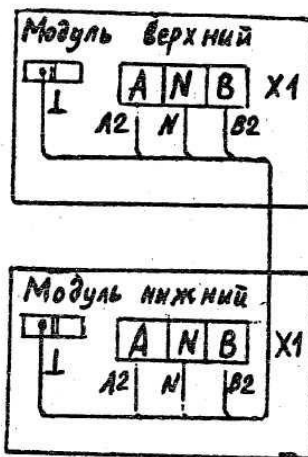 Модуль верхний
A N B X1
A2 N B2
Модуль нижний
A N B X1
A2 N B2